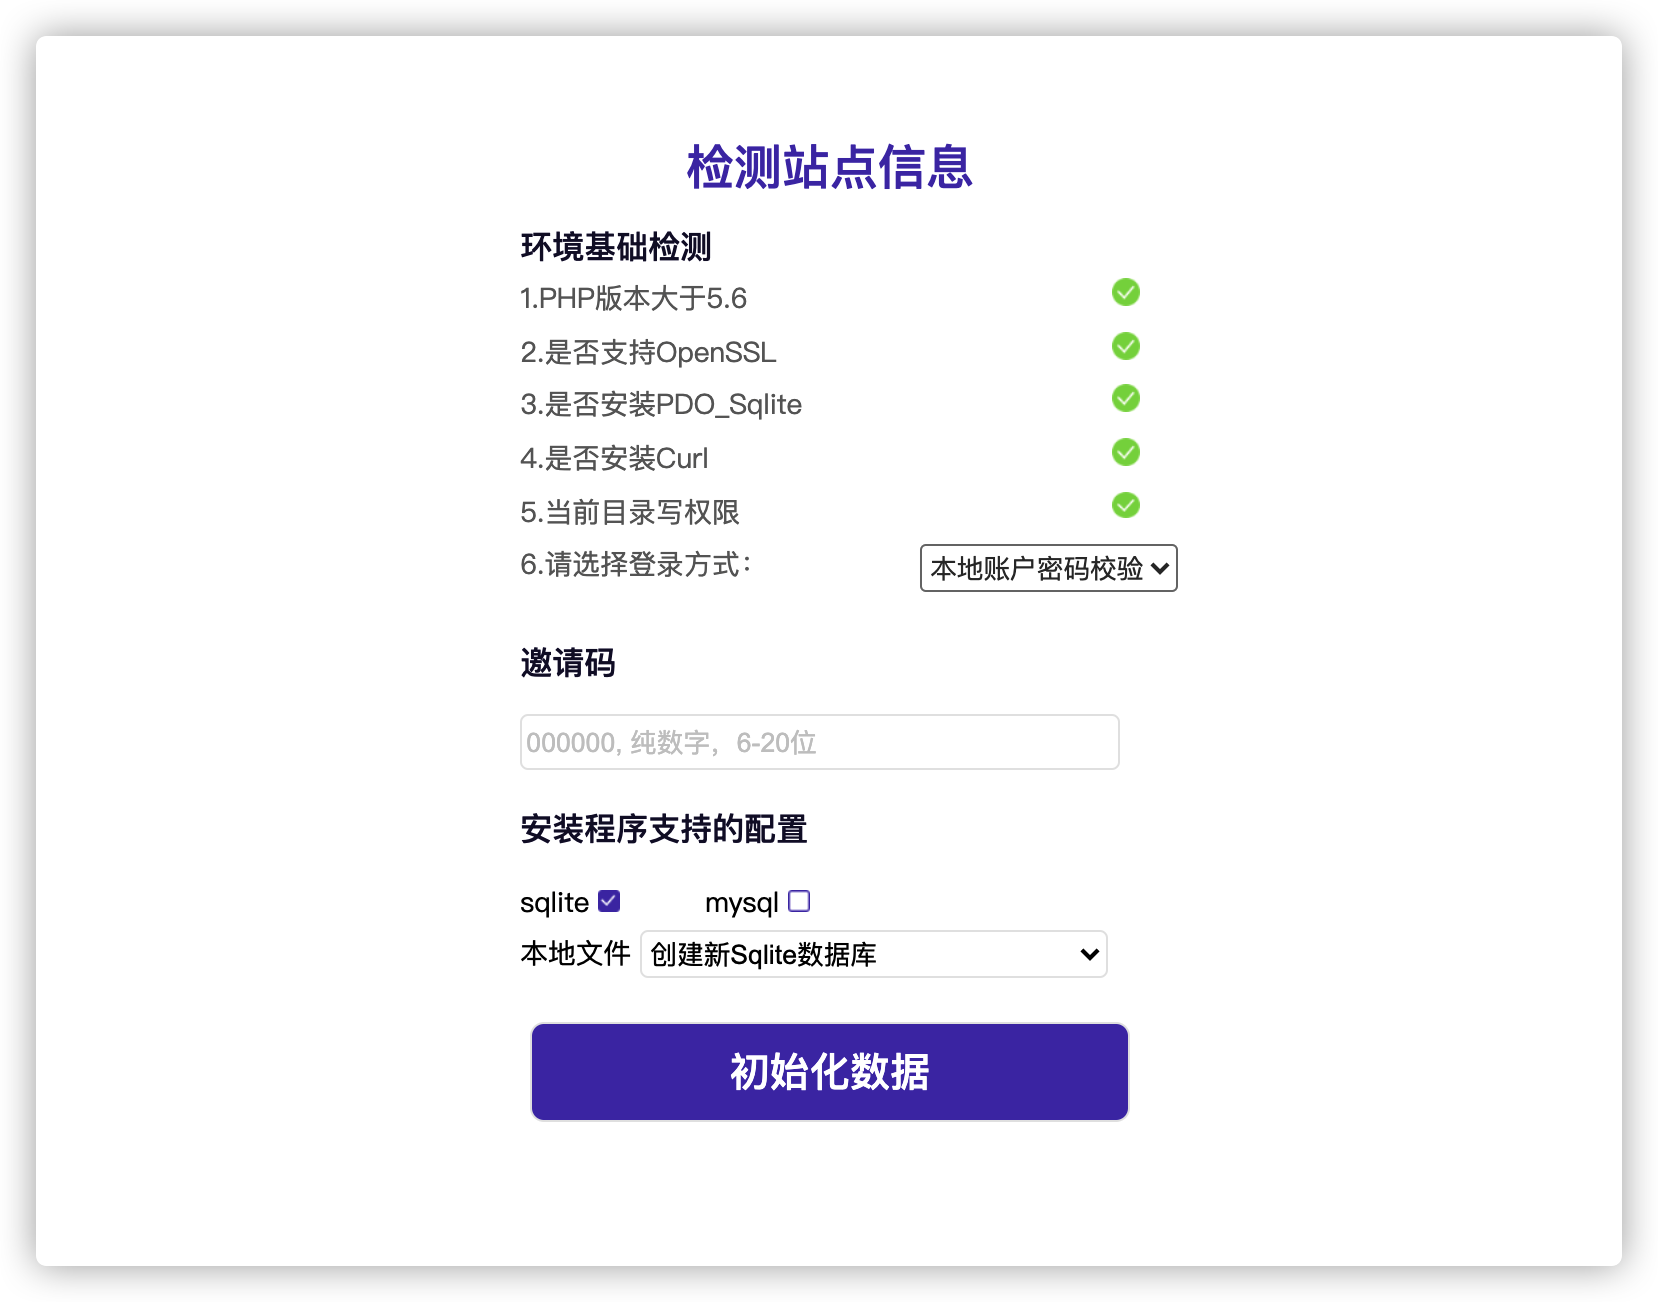 检测站点信息
环境基础检测
1.PHP版本大于5.6
2.是否支持OpenSSL
3.是否安装PDO_Sqlite
4.是否安装Curl
5.当前目录写权限
6.请选择登录方式： 本地账户密码校验
邀请码
000000, 纯数字，6-20位
安装程序支持的配置
sqlite mysql
本地文件 创建新Sqlite数据库
初始化数据